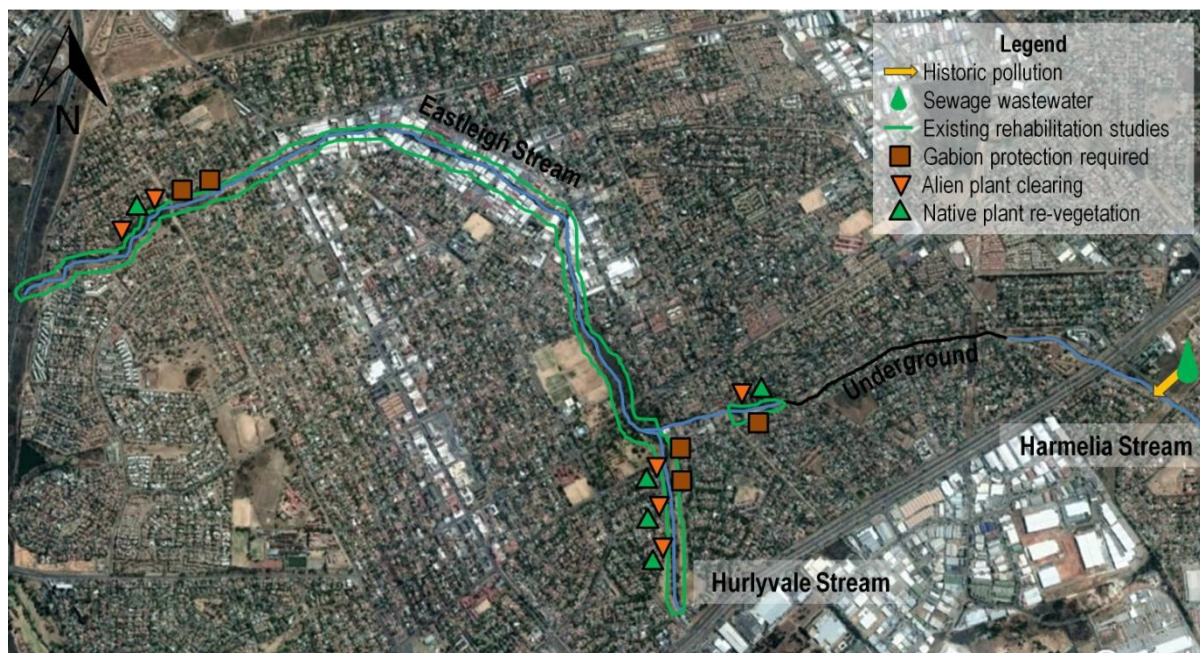 Legend
Historic pollution
Sewage wastewater
Existing rehabilitation studies
Gabion protection required
Alien plant clearing
Native plant re-vegetation
N
Eastleigh Stream
Underground
Harmelia Stream
Hurlyvale Stream